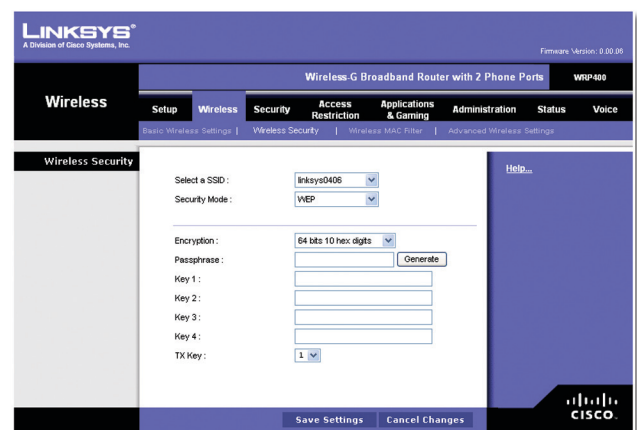 LINKSYS®
A Division of Cisco Systems, Inc.
Firmware Version: 0.00.06
Wireless-G Broadband Router with 2 Phone Ports WRP400
Wireless
Setup Wireless Security Access Restriction Applications & Gaming Administration Status Voice
Basic Wireless Settings | Wireless Security | Wireless MAC Filter | Advanced Wireless Settings
Wireless Security
Help...
Select a SSID : linksys0406
Security Mode : WEP
Encryption : 64 bits 10 hex digits
Passphrase : Generate
Key 1 :
Key 2 :
Key 3 :
Key 4 :
TX Key : 1
Save Settings Cancel Changes
CISCO